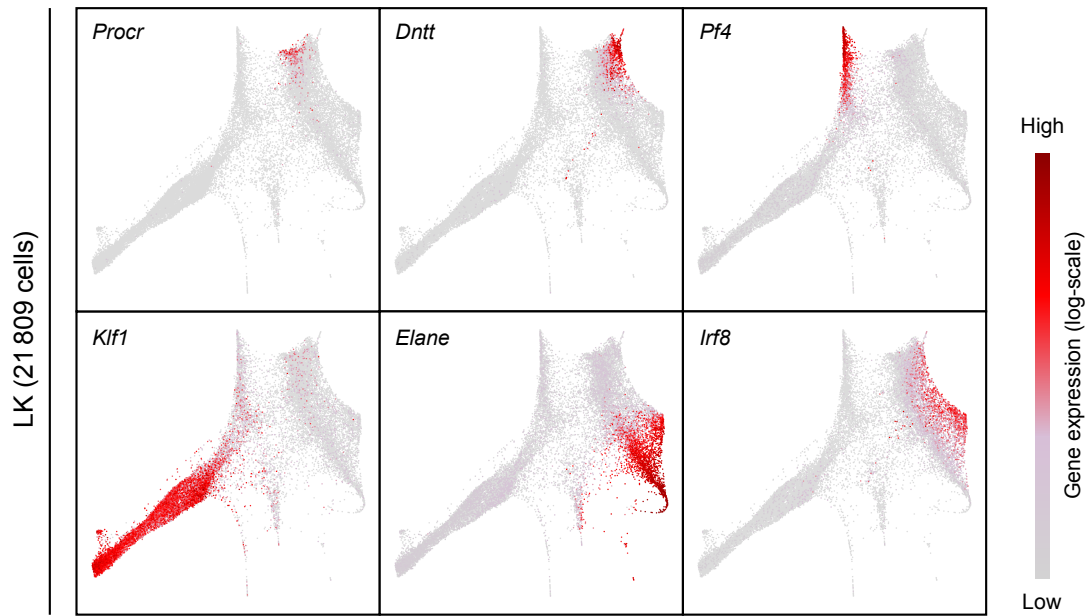 Procr
Dntt
Pf4
Klf1
Elane
Irf8
LK (21 809 cells)
High
Gene expression (log-scale)
Low